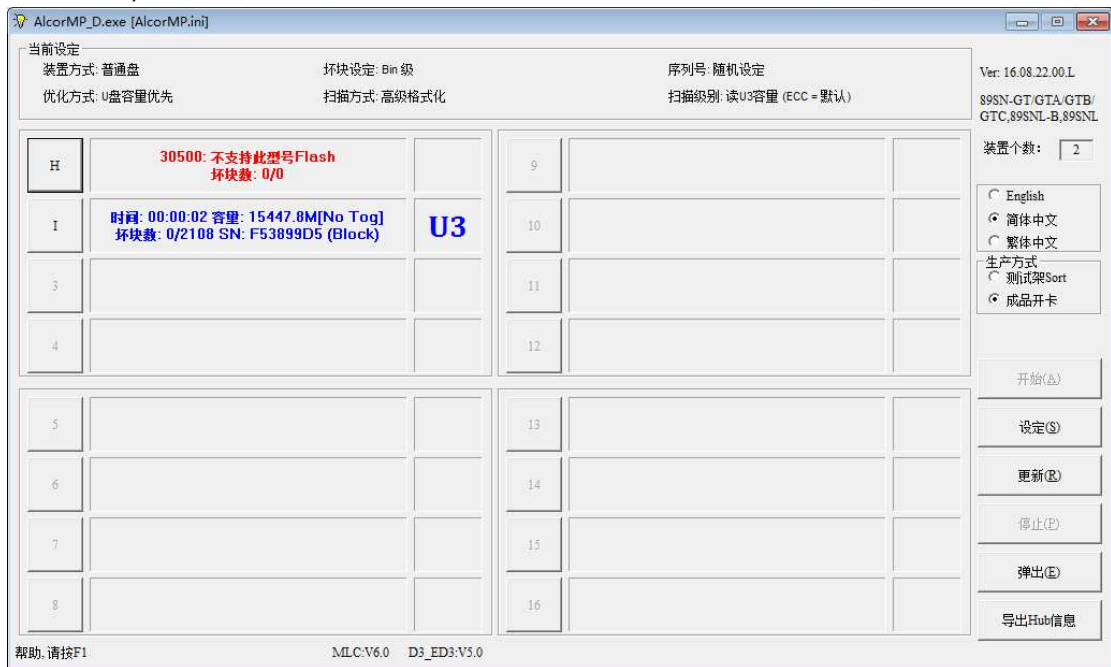 AlcorMP_D.exe [AlcorMP.ini]
当前设定
装置方式: 普通盘
坏块设定: Bin 级
序列号: 随机设定
优化方式: U盘容量优先
扫描方式: 高级格式化
扫描级别: 读U3容量 (ECC = 默认)
Ver: 16.08.22.00.L
89SN-GT/GTA/GTB/
GTC,89SNL-B,89SNL
装置个数: 2
H
30500: 不支持此型号Flash
坏块数: 0/0
I
时间: 00:00:02 容量: 15447.8M[No Tog]
坏块数: 0/2108 SN: F53899D5 (Block)
U3
3
4
5
6
7
8
9
10
11
12
13
14
15
16
English
简体中文
繁体中文
生产方式
测试架Sort
成品开卡
开始(A)
设定(S)
更新(R)
停止(P)
弹出(E)
导出Hub信息
帮助, 请按F1
MLC:V6.0 D3_ED3:V5.0